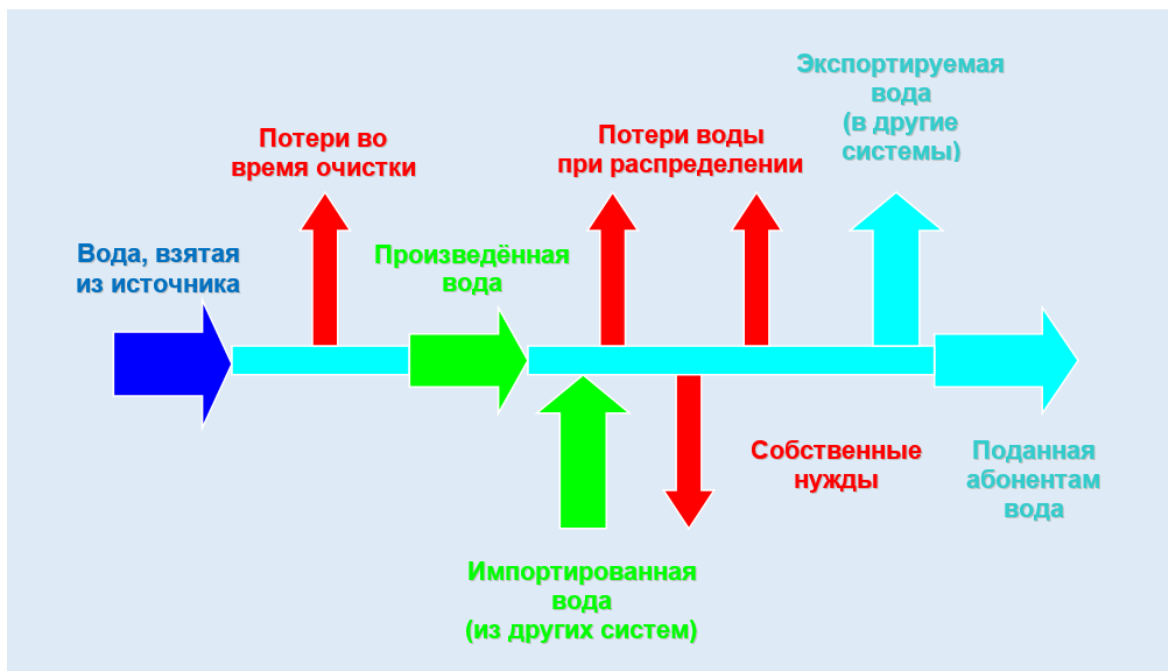 Экспортируемая
вода
(в другие
системы)
Потери во
время очистки
Потери воды
при распределении
Вода, взятая
из источника
Произведённая
вода
Собственные
нужды
Поданная
абонентам
вода
Импортированная
вода
(из других систем)